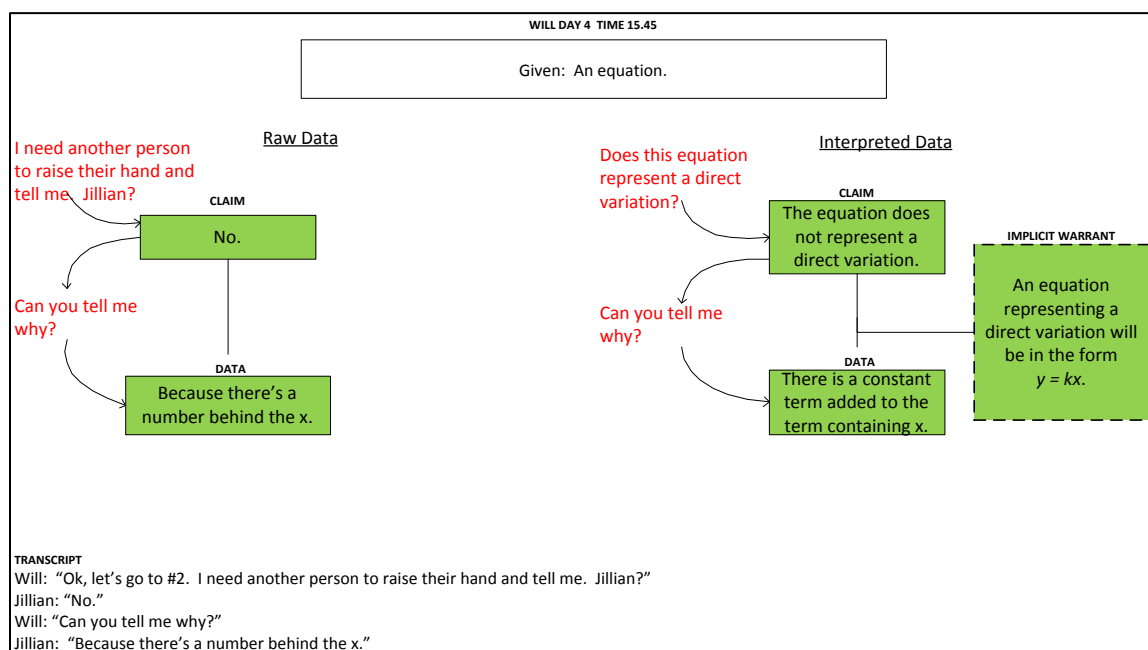 WILL DAY 4  TIME 15.45
Given:  An equation.
Raw Data
I need another person
to raise their hand and
tell me.  Jillian?
CLAIM
No.
Can you tell me
why?
DATA
Because there’s a
number behind the x.
Interpreted Data
Does this equation
represent a direct
variation?
CLAIM
The equation does
not represent a
direct variation.
IMPLICIT WARRANT
An equation
representing a
direct variation will
be in the form
y = kx.
Can you tell me
why?
DATA
There is a constant
term added to the
term containing x.
TRANSCRIPT
Will:  “Ok, let’s go to #2.  I need another person to raise their hand and tell me.  Jillian?”
Jillian: “No.”
Will: “Can you tell me why?”
Jillian:  “Because there’s a number behind the x.”